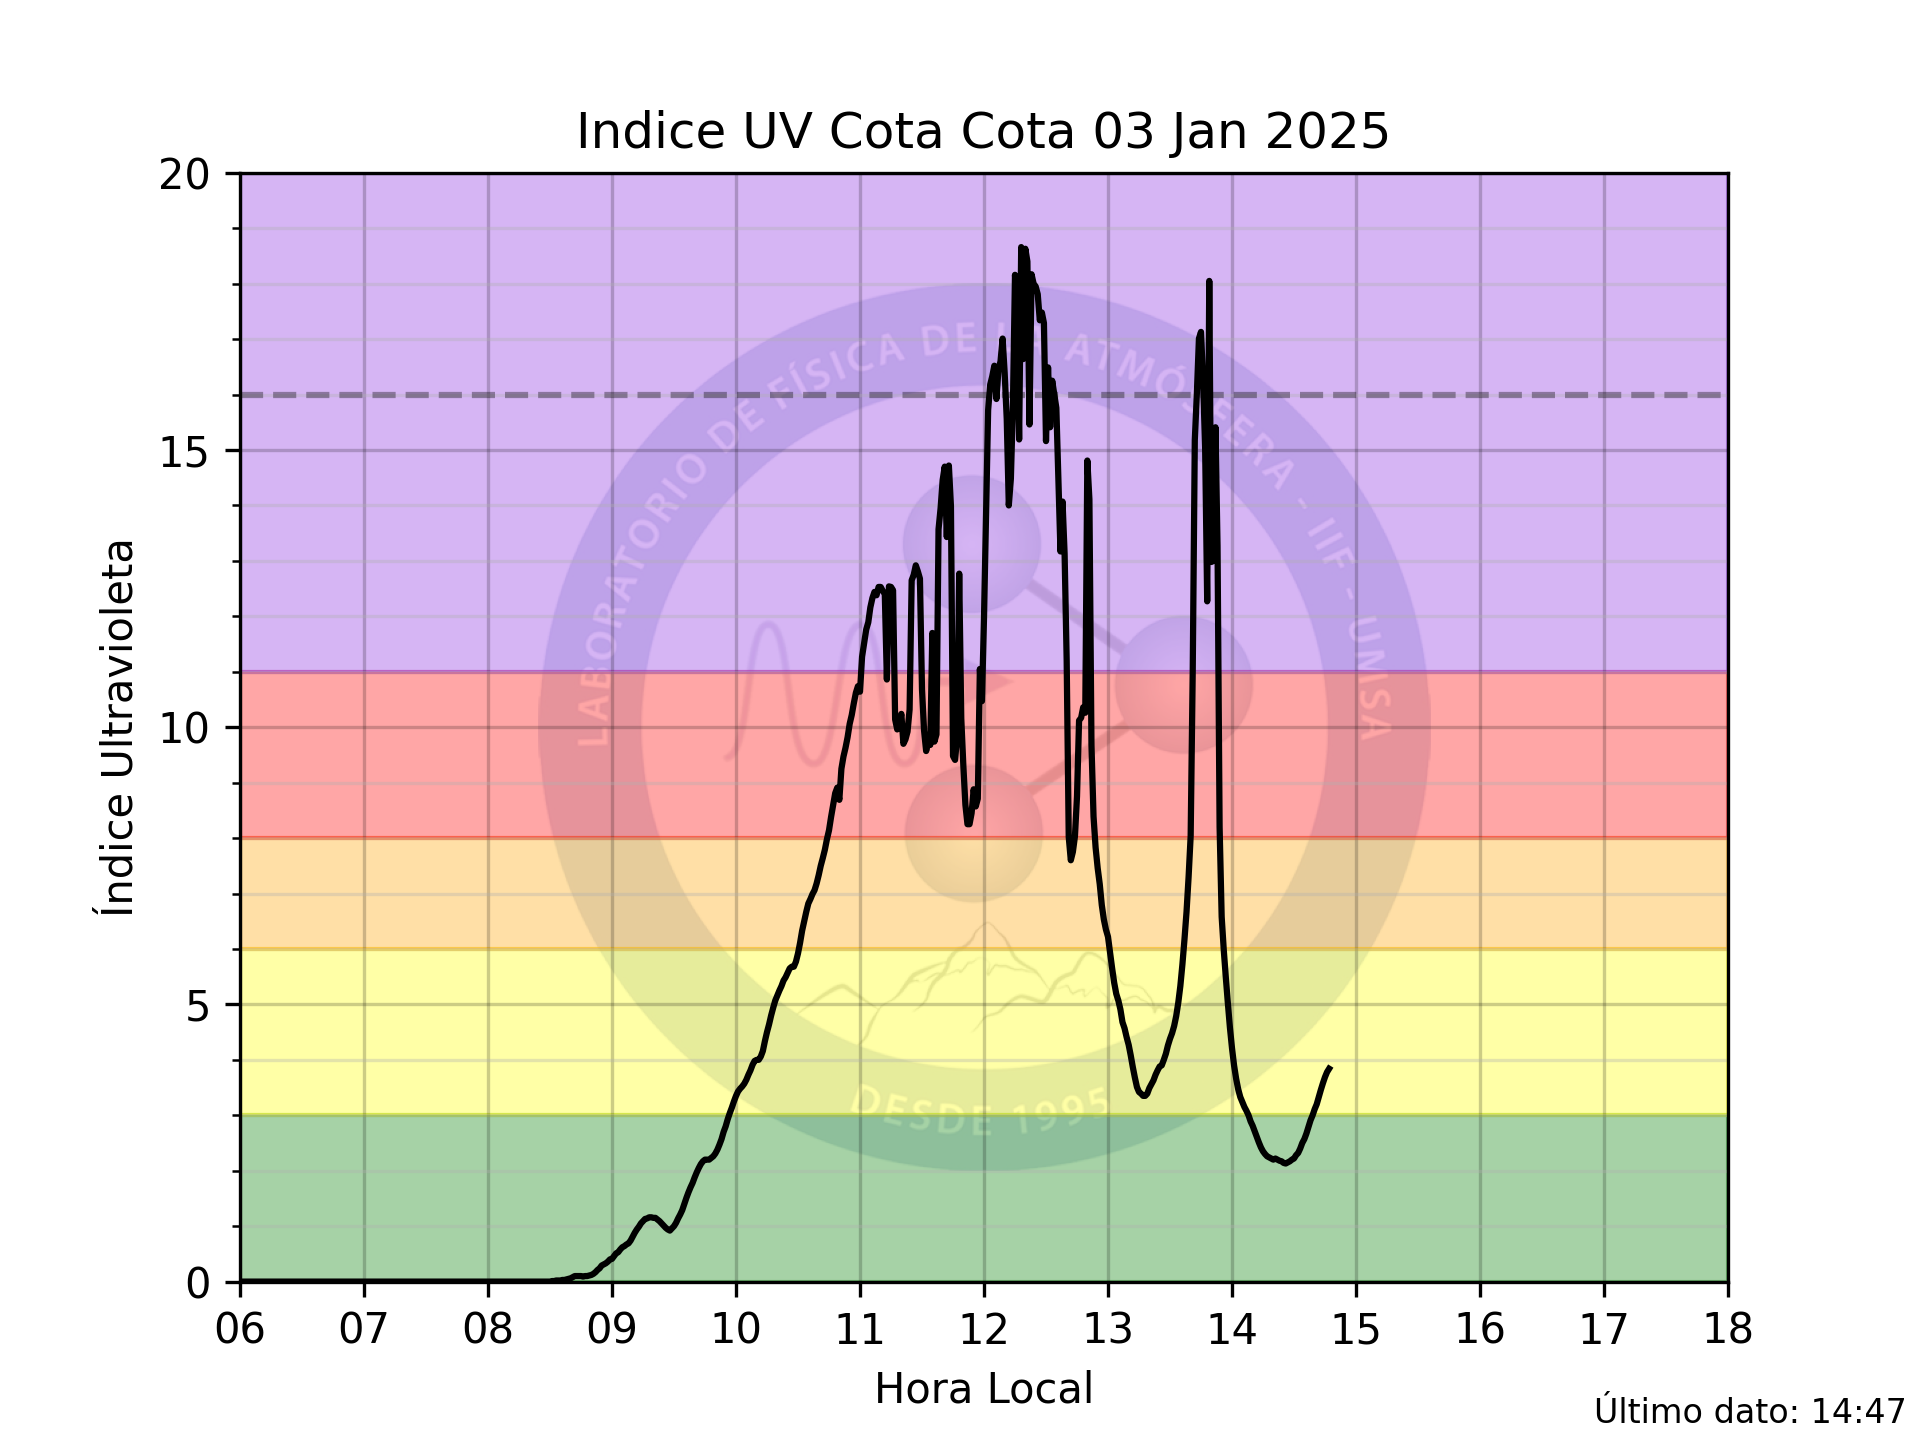 Indice UV Cota Cota 03 Jan 2025
20
15
10
5
0
Índice Ultravioleta
LABORATORIO DE FÍSICA DE LA ATMÓSFERA - IIF - UMSA
DESDE 1995
06 07 08 09 10 11 12 13 14 15 16 17 18
Hora Local
Último dato: 14:47